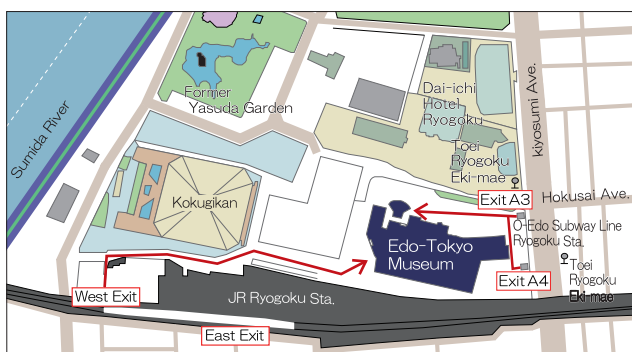 Sumida River
Former
Yasuda Garden
Dai-ichi
Hotel
Ryogoku
Toei
Ryogoku
Eki-mae
kiyosumi Ave.
Kokugikan
Exit A3
Hokusai Ave.
Edo-Tokyo
Museum
O-Edo Subway Line
Ryogoku Sta.
Exit A4
Toei
Ryogoku
Eki-mae
West Exit
JR Ryogoku Sta.
East Exit